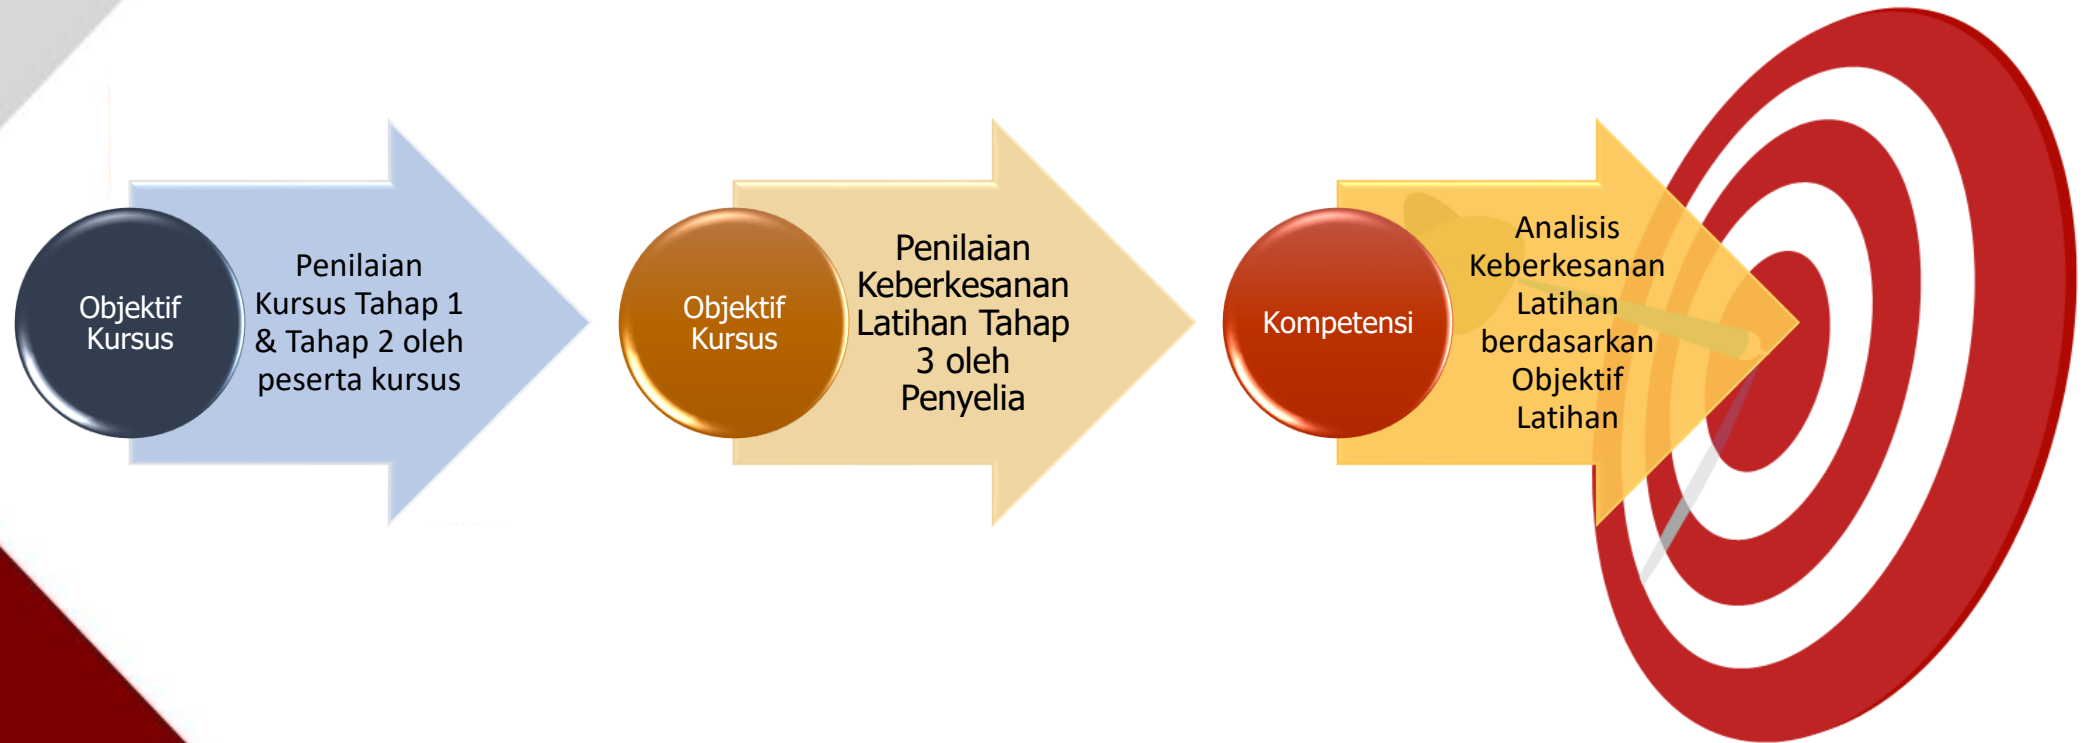 Objektif
Kursus
Penilaian
Kursus Tahap 1
& Tahap 2 oleh
peserta kursus
Objektif
Kursus
Penilaian
Keberkesanan
Latihan Tahap
3 oleh
Penyelia
Kompetensi
Analisis
Keberkesanan
Latihan
berdasarkan
Objektif
Latihan